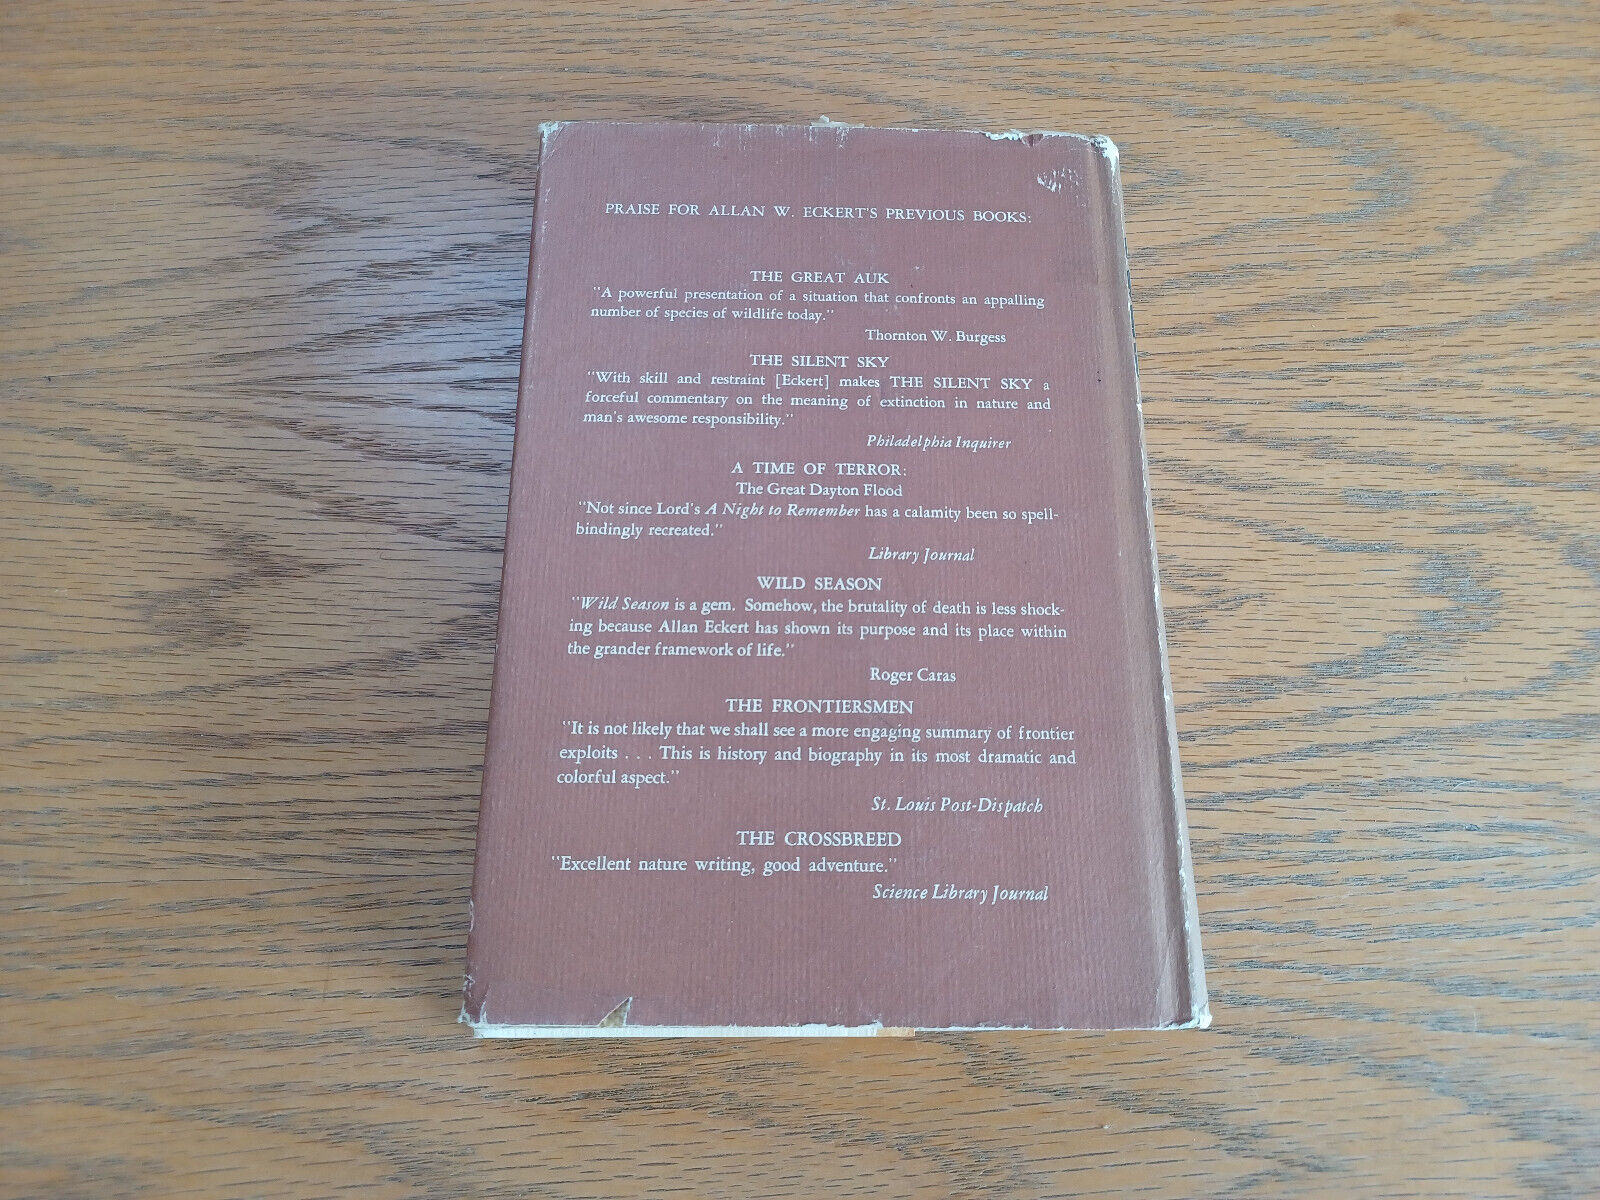 PRAISE FOR ALLAN W. ECKERT'S PREVIOUS BOOKS:
THE GREAT AUK
"A powerful presentation of a situation that confronts an appalling
number of species of wildlife today."
Thornton W. Burgess
THE SILENT SKY
"With skill and restraint [Eckert] makes THE SILENT SKY a
forceful commentary on the meaning of extinction in nature and
man's awesome responsibility."
Philadelphia Inquirer
A TIME OF TERROR:
The Great Dayton Flood
"Not since Lord's A Night to Remember has a calamity been so spell-
bindingly recreated."
Library Journal
WILD SEASON
"Wild Season is a gem. Somehow, the brutality of death is less shock-
ing because Allan Eckert has shown its purpose and its place within
the grander framework of life."
Roger Caras
THE FRONTIERSMEN
"It is not likely that we shall see a more engaging summary of frontier
exploits . . . This is history and biography in its most dramatic and
colorful aspect."
St. Louis Post-Dispatch
THE CROSSBREED
"Excellent nature writing, good adventure."
Science Library Journal